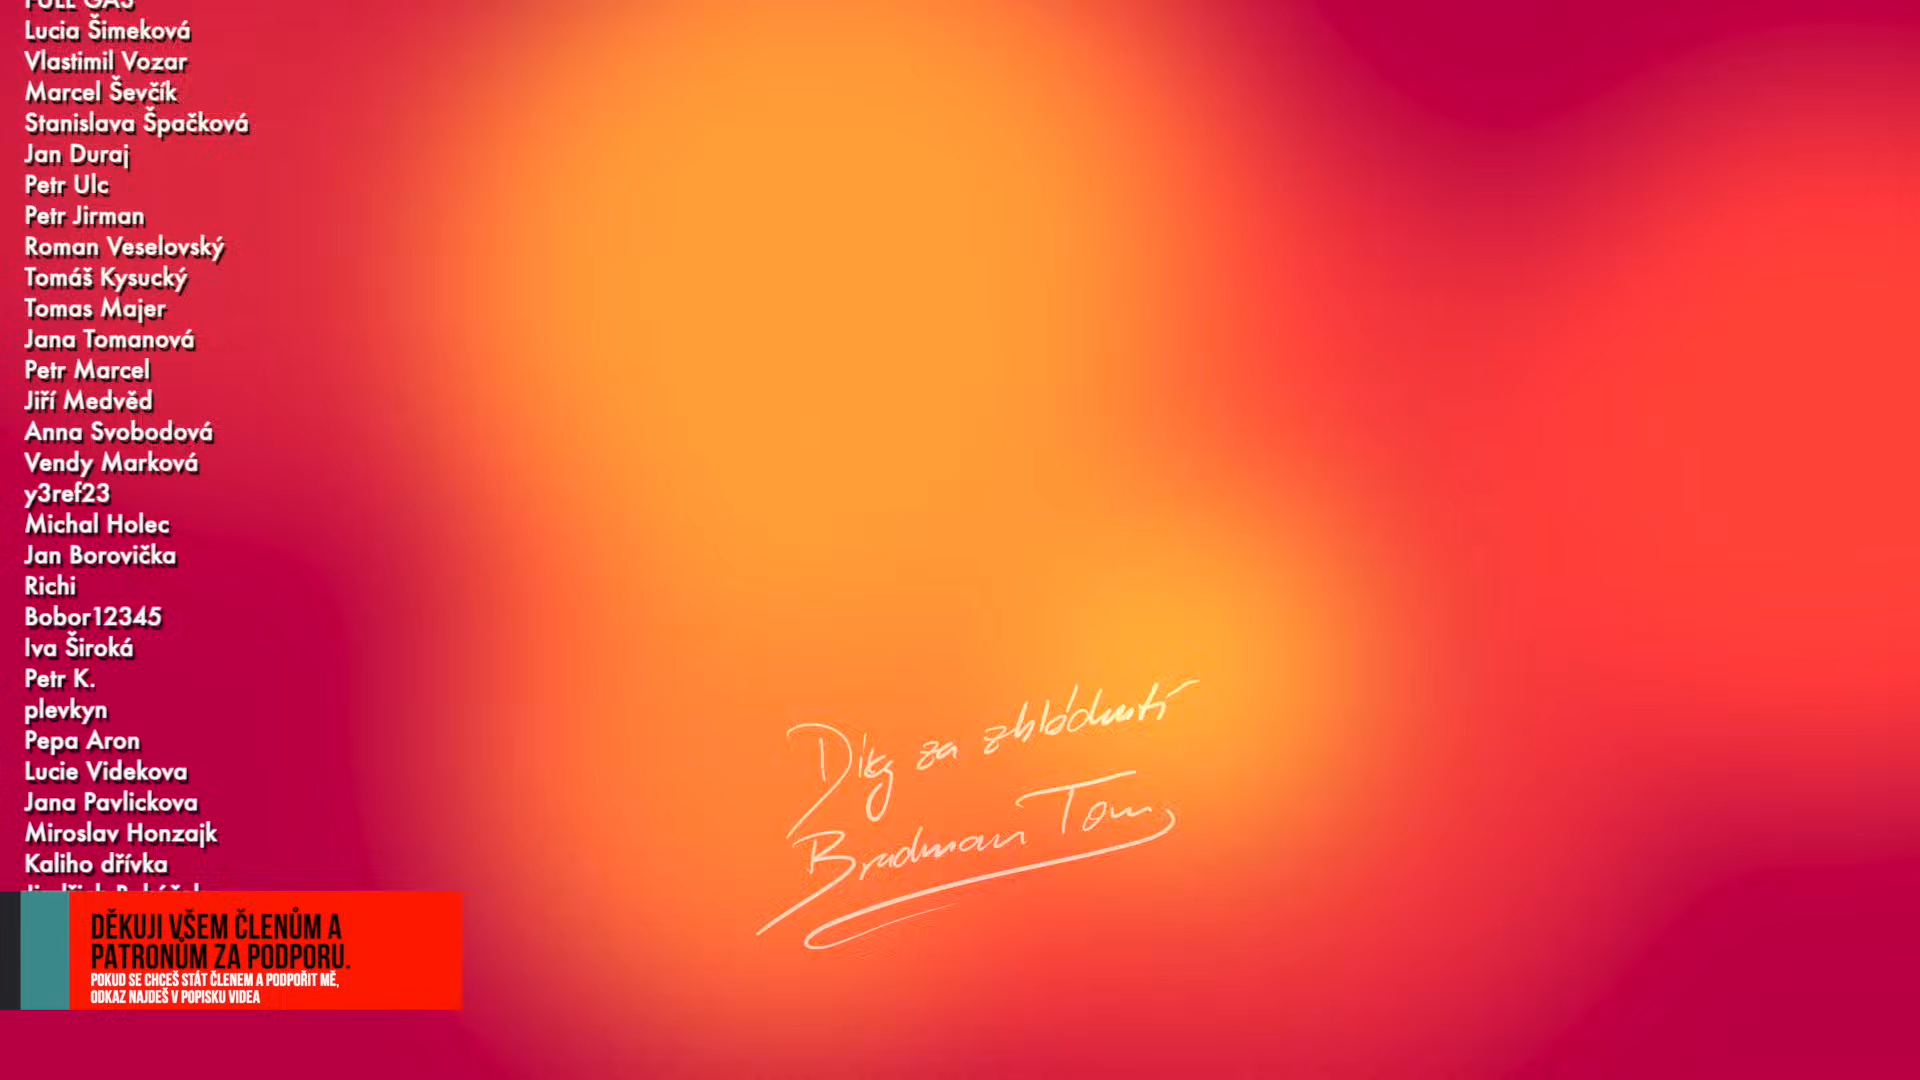 FULL GAS
Lucia Šimeková
Vlastimil Vozar
Marcel Ševčík
Stanislava Špačková
Jan Duraj
Petr Ulc
Petr Jirman
Roman Veselovský
Tomáš Kysucký
Tomas Majer
Jana Tomanová
Petr Marcel
Jiří Medvěd
Anna Svobodová
Vendy Marková
y3ref23
Michal Holec
Jan Borovička
Richi
Bobor12345
Iva Široká
Petr K.
plevkyn
Pepa Aron
Lucie Videkova
Jana Pavlickova
Miroslav Honzajk
Kaliho dřívka
DĚKUJI VŠEM ČLENŮM A
PATRONŮM ZA PODPORU.
POKUD SE CHCEŠ STÁT ČLENEM A PODPOŘIT MĚ,
ODKAZ NAJDEŠ V POPISKU VIDEA
Díky za zhlédnutí
Bradman Tom